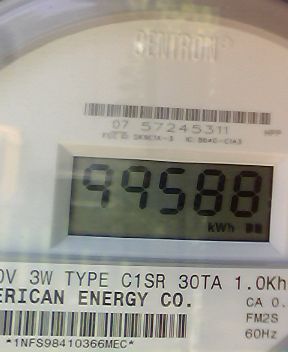 CENTRON®
07 57245311
99588
kWh
0V 3W TYPE C1SR 30TA 1.0Kh
ERICAN ENERGY CO.
CA 0.
FM2S
60Hz
*1NFS98410366MEC*